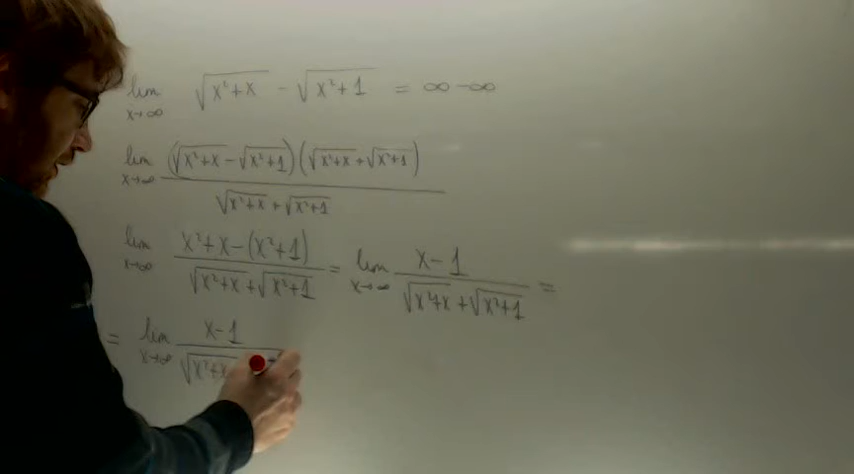 lim x→∞ √(x²+x) - √(x²+1) = ∞-∞
lim x→∞ (√(x²+x) - √(x²+1))(√(x²+x) + √(x²+1)) / √(x²+x) + √(x²+1)
lim x→∞ x²+x-(x²+1) / √(x²+x) + √(x²+1) = lim x→∞ x-1 / √(x²+x) + √(x²+1) =
= lim x→∞ x-1 / √(x²+x